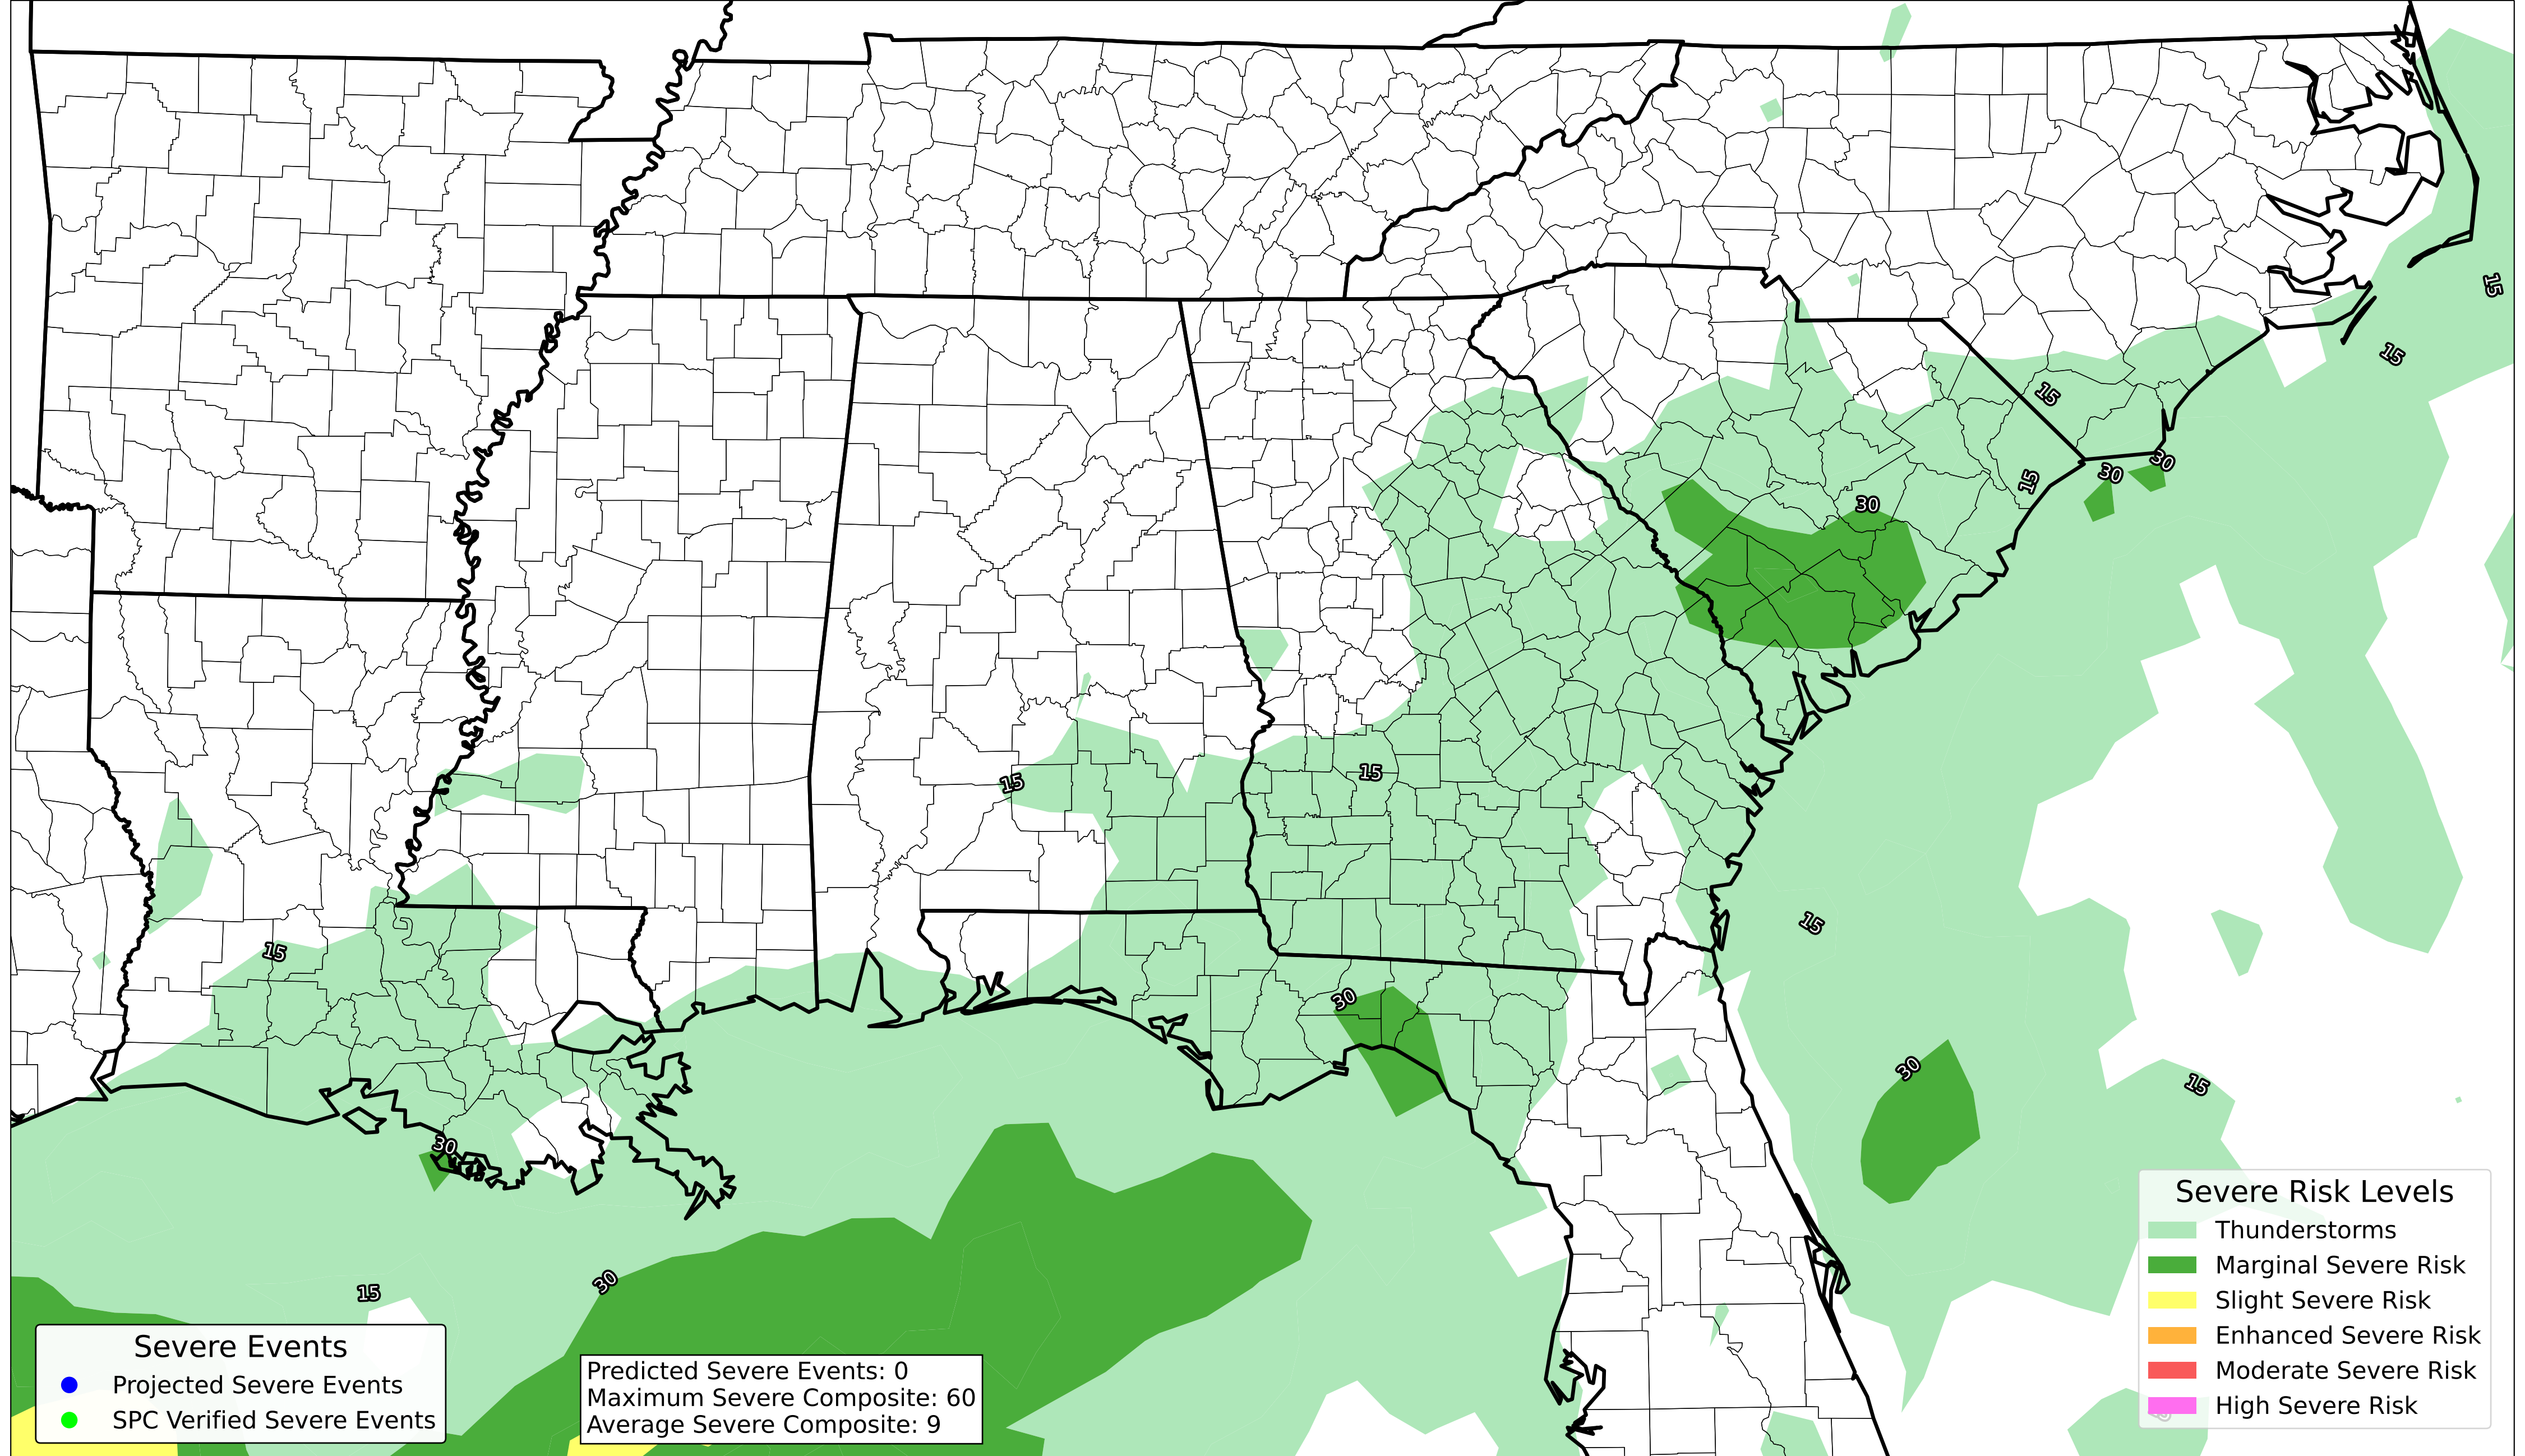 15
15
15
30
30
15
30
15
15
15
15
30
30
15
30
15
30
15
Severe Risk Levels
Thunderstorms
Marginal Severe Risk
Slight Severe Risk
Enhanced Severe Risk
Moderate Severe Risk
High Severe Risk
Severe Events
Projected Severe Events
SPC Verified Severe Events
Predicted Severe Events: 0
Maximum Severe Composite: 60
Average Severe Composite: 9